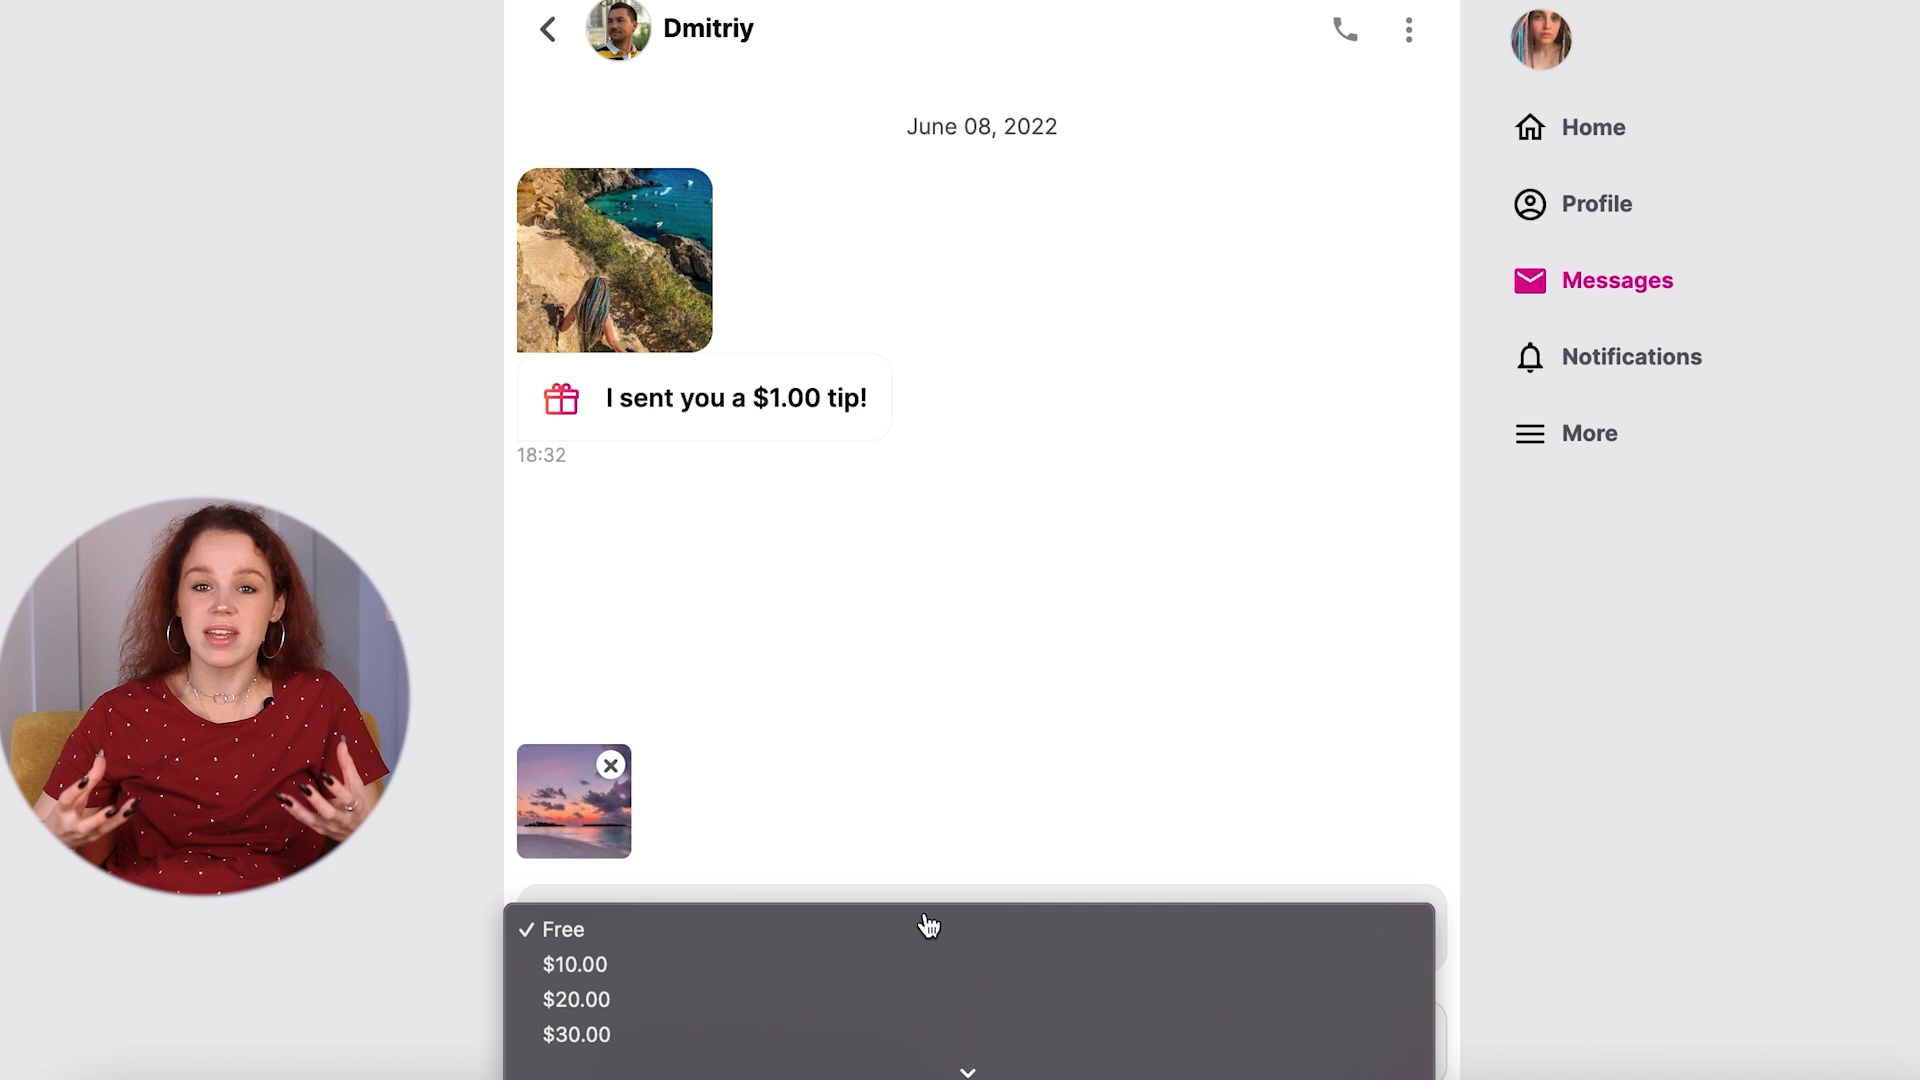 Dmitriy
June 08, 2022
I sent you a $1.00 tip!
18:32
Free
$10.00
$20.00
$30.00
Home
Profile
Messages
Notifications
More